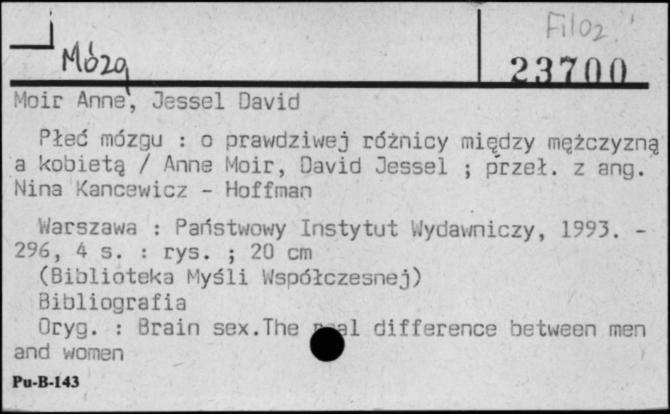 Filoz
Mózg
23700
Moir Anne, Jessel David
Płeć mózgu : o prawdziwej różnicy między mężczyzną
a kobietą / Anne Moir, David Jessel ; przeł. z ang.
Nina Kancewicz - Hoffman
Warszawa : Państwowy Instytut Wydawniczy, 1993. -
296, 4 s. : rys. ; 20 cm
(Biblioteka Myśli Współczesnej)
Bibliografia
Oryg. : Brain sex.The real difference between men
and women
Pu-B-143